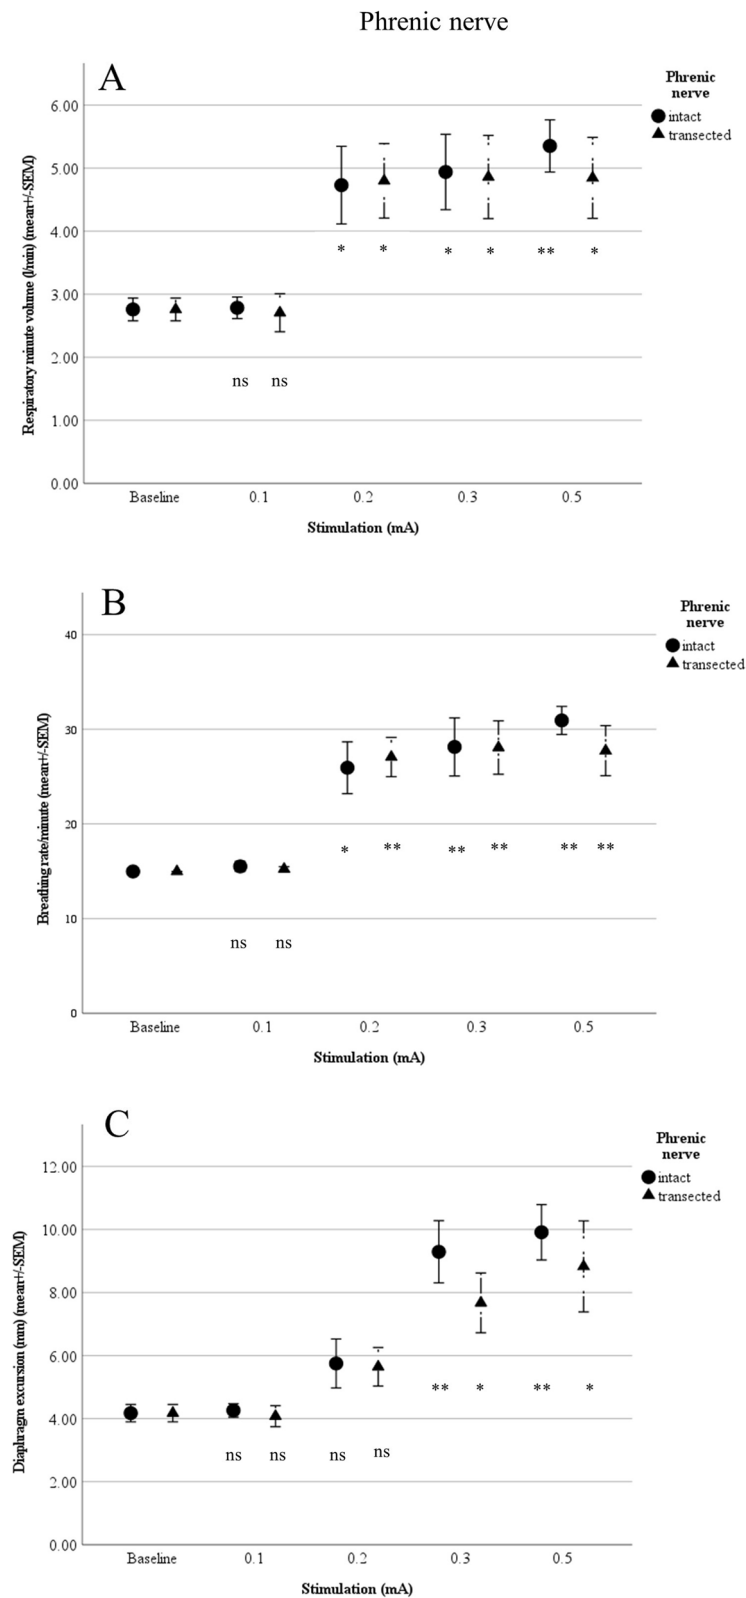 Phrenic nerve
A
Phrenic
nerve
intact
transected
Respiratory minute volume (l/min) (mean+/-SEM)
6.00
5.00
4.00
3.00
2.00
1.00
0.00
* * * * ** *
ns ns
Baseline 0.1 0.2 0.3 0.5
Stimulation (mA)
B
Phrenic
nerve
intact
transected
Breathing rate/minute (mean+/-SEM)
40
30
20
10
0
* ** ** ** ** **
ns ns
Baseline 0.1 0.2 0.3 0.5
Stimulation (mA)
C
Phrenic
nerve
intact
transected
Diaphragm excursion (mm) (mean+/-SEM)
12.00
10.00
8.00
6.00
4.00
2.00
0.00
** * ** *
ns ns ns ns
Baseline 0.1 0.2 0.3 0.5
Stimulation (mA)